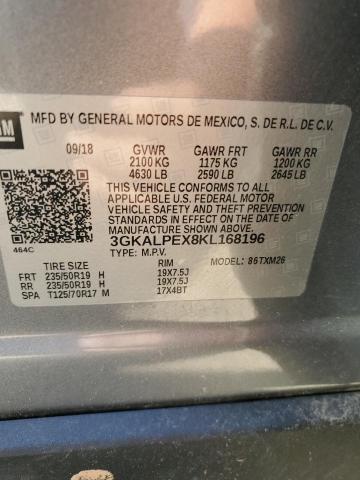 GM
MFD BY GENERAL MOTORS DE MEXICO, S. DE R.L. DE C.V.
09/18 GVWR GAWR FRT GAWR RR
2100 KG 1175 KG 1200 KG
4630 LB 2590 LB 2645 LB
THIS VEHICLE CONFORMS TO ALL
APPLICABLE U.S. FEDERAL MOTOR
VEHICLE SAFETY, BUMPER, AND THEFT
PREVENTION STANDARDS IN EFFECT ON
THE DATE OF MANUFACTURE SHOWN ABOVE.
3GKALPEX8KL168196
464C TYPE: M.P.V. MODEL: 86TXM26
TIRE SIZE RIM
FRT 235/50R19 H 19X7.5J
RR 235/50R19 H 19X7.5J
SPA T125/70R17 M 17X4BT